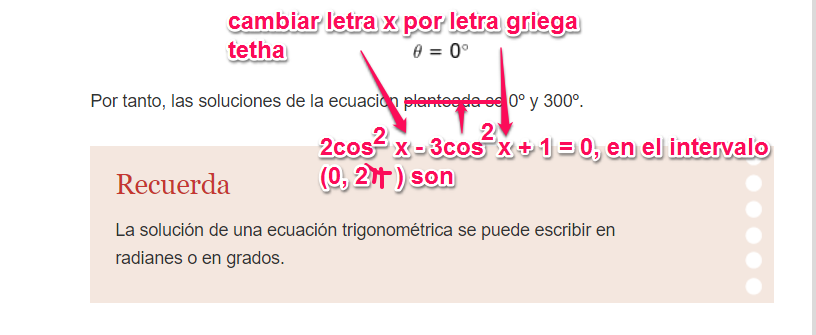 cambiar letra x por letra griega
tetha
θ = 0°
Por tanto, las soluciones de la ecuación planteada so 0º y 300º.
2cos² x - 3cos² x + 1 = 0, en el intervalo
(0, 2π ) son
Recuerda
La solución de una ecuación trigonométrica se puede escribir en
radianes o en grados.